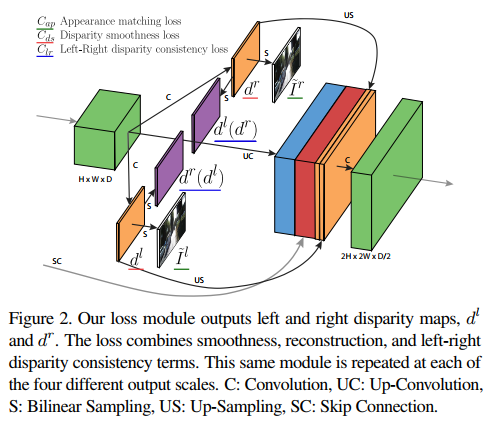 C_ap Appearance matching loss
C_ds Disparity smoothness loss
C_lr Left-Right disparity consistency loss
US
S
d^r
Ĩ^r
C
S
d^l(d^r)
UC
H x W x D
C
d^r(d^l)
S
C
S
d^l
Ĩ^l
SC
US
2H x 2W x D/2
Figure 2. Our loss module outputs left and right disparity maps, d^l
and d^r. The loss combines smoothness, reconstruction, and left-right
disparity consistency terms. This same module is repeated at each of
the four different output scales. C: Convolution, UC: Up-Convolution,
S: Bilinear Sampling, US: Up-Sampling, SC: Skip Connection.